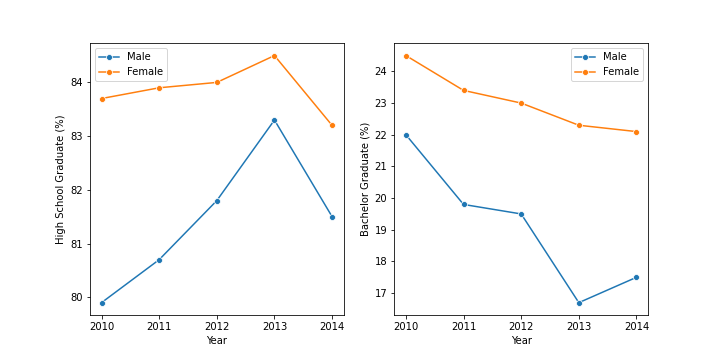 Male
Female
High School Graduate (%)
84
83
82
81
80
2010 2011 2012 2013 2014
Year
Male
Female
Bachelor Graduate (%)
24
23
22
21
20
19
18
17
2010 2011 2012 2013 2014
Year